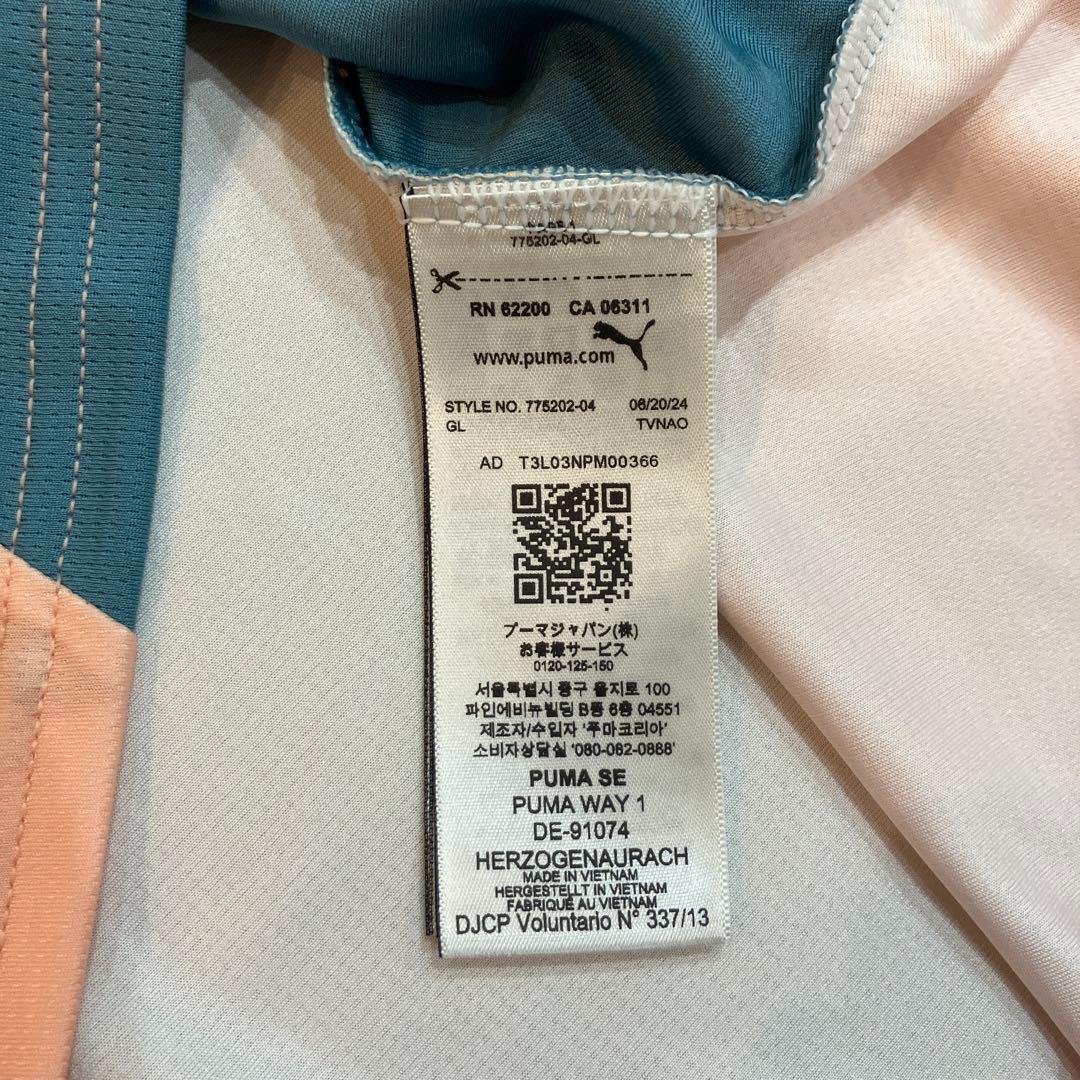 775202-04-GL
RN 62200 CA 06311
www.puma.com
STYLE NO. 775202-04 06/20/24
GL TVNAO
AD T3L03NPM00366
プーマジャパン(株)
お客様サービス
0120-125-150
서울특별시 중구 을지로 100
파인에비뉴빌딩 B동 6층 04551
제조자/수입자 '푸마코리아'
소비자상담실 '080-082-0888'
PUMA SE
PUMA WAY 1
DE-91074
HERZOGENAURACH
MADE IN VIETNAM
HERGESTELLT IN VIETNAM
FABRIQUÉ AU VIETNAM
DJCP Voluntario N° 337/13